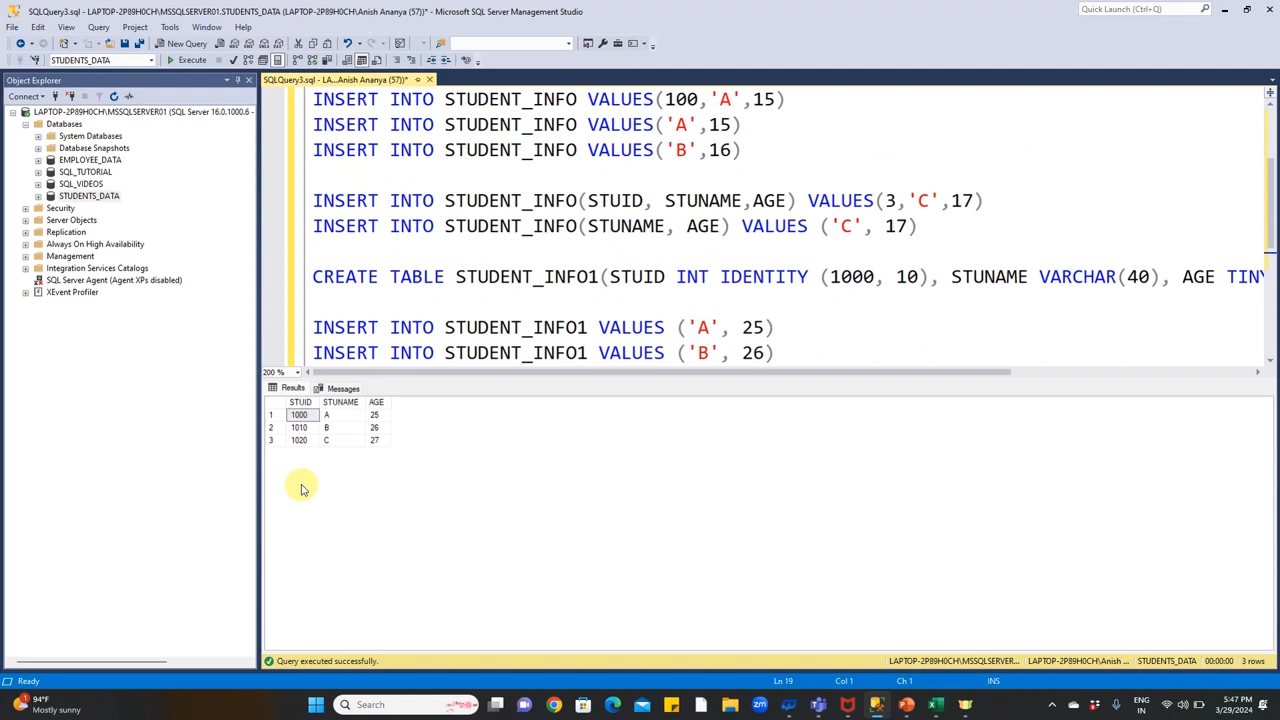 SQLQuery3.sql - LAPTOP-2P89H0CH\MSSQLSERVER01.STUDENTS_DATA (LAPTOP-2P89H0CH\Anish Ananya (57))* - Microsoft SQL Server Management Studio
Quick Launch (Ctrl+Q)
File Edit View Query Project Tools Window Help
New Query
STUDENTS_DATA Execute
Object Explorer
SQLQuery3.sql - LA...Anish Ananya (57))*
Connect
LAPTOP-2P89H0CH\MSSQLSERVER01 (SQL Server 16.0.1000.6 -
Databases
System Databases
Database Snapshots
EMPLOYEE_DATA
SQL_TUTORIAL
SQL_VIDEOS
STUDENTS_DATA
Security
Server Objects
Replication
Always On High Availability
Management
Integration Services Catalogs
SQL Server Agent (Agent XPs disabled)
XEvent Profiler
INSERT INTO STUDENT_INFO VALUES(100,'A',15)
INSERT INTO STUDENT_INFO VALUES('A',15)
INSERT INTO STUDENT_INFO VALUES('B',16)
INSERT INTO STUDENT_INFO(STUID, STUNAME,AGE) VALUES(3,'C',17)
INSERT INTO STUDENT_INFO(STUNAME, AGE) VALUES ('C', 17)
CREATE TABLE STUDENT_INFO1(STUID INT IDENTITY (1000, 10), STUNAME VARCHAR(40), AGE TINY
INSERT INTO STUDENT_INFO1 VALUES ('A', 25)
INSERT INTO STUDENT_INFO1 VALUES ('B', 26)
200 %
Results Messages
STUID STUNAME AGE
1 1000 A 25
2 1010 B 26
3 1020 C 27
Query executed successfully. LAPTOP-2P89H0CH\MSSQLSERVER... LAPTOP-2P89H0CH\Anish ... STUDENTS_DATA 00:00:00 3 rows
Ready Ln 19 Col 1 Ch 1 INS
94°F
Mostly sunny
Search
ENG
IN
5:47 PM
3/29/2024